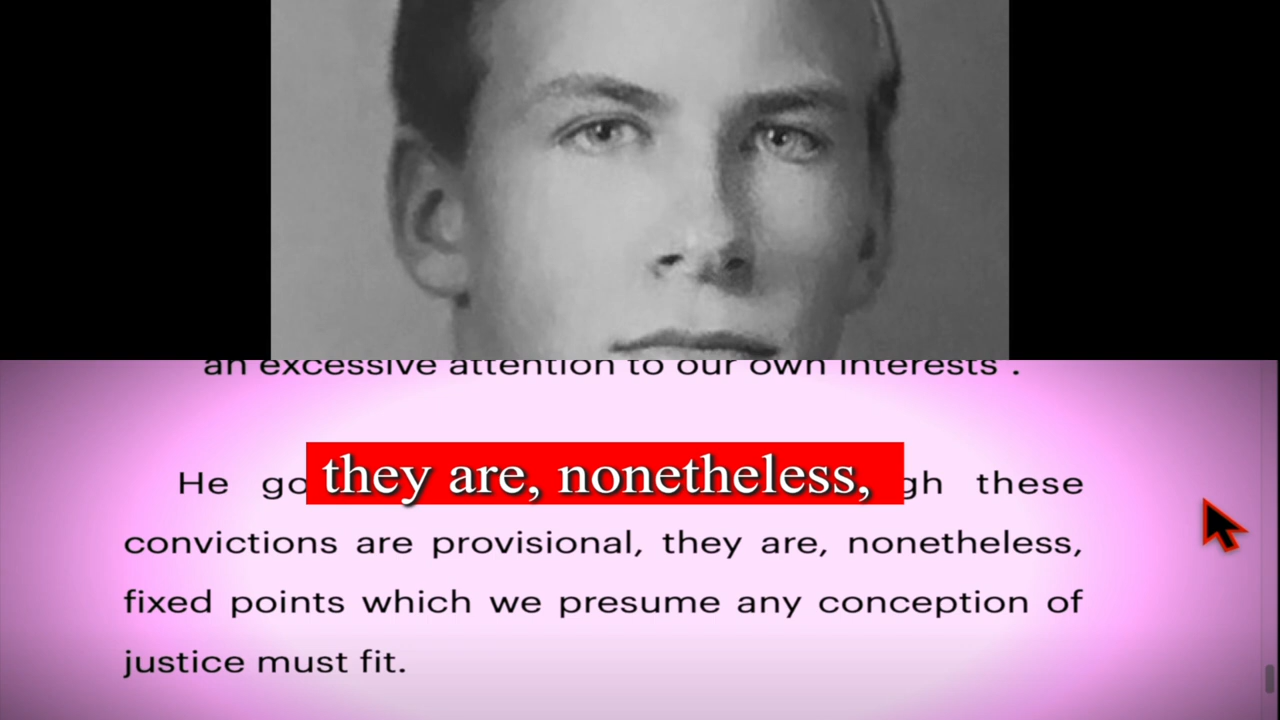 an excessive attention to our own interests".
they are, nonetheless,
He go gh these
convictions are provisional, they are, nonetheless,
fixed points which we presume any conception of
justice must fit.